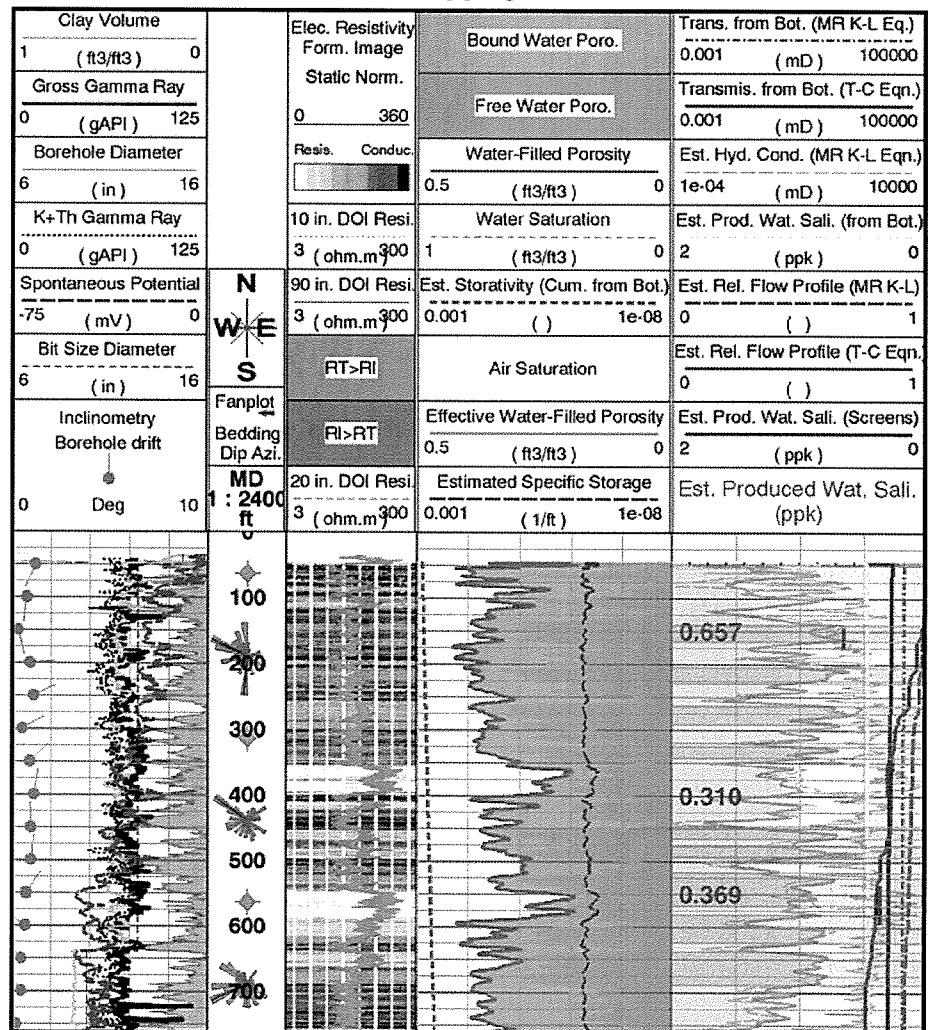 Clay Volume
1 ( ft3/ft3 ) 0
Gross Gamma Ray
0 ( gAPI ) 125
Borehole Diameter
6 ( in ) 16
K+Th Gamma Ray
0 ( gAPI ) 125
Spontaneous Potential
-75 ( mV ) 0
Bit Size Diameter
6 ( in ) 16
Inclinometry
Borehole drift
0 Deg 10
N
W E
S
Fanplot
Bedding
Dip Azi.
MD
1 : 2400
ft
Elec. Resistivity
Form. Image
Static Norm.
0 360
Resis. Conduc.
10 in. DOI Resi.
3 ( ohm.m ) 300
90 in. DOI Resi.
3 ( ohm.m ) 300
RT>RI
RI>RT
20 in. DOI Resi.
3 ( ohm.m ) 300
Bound Water Poro.
Free Water Poro.
Water-Filled Porosity
0.5 ( ft3/ft3 ) 0
Water Saturation
1 ( ft3/ft3 ) 0
Est. Storativity (Cum. from Bot.)
0.001 ( ) 1e-08
Air Saturation
Effective Water-Filled Porosity
0.5 ( ft3/ft3 ) 0
Estimated Specific Storage
0.001 ( 1/ft ) 1e-08
Trans. from Bot. (MR K-L Eq.)
0.001 ( mD ) 100000
Transmis. from Bot. (T-C Eqn.)
0.001 ( mD ) 100000
Est. Hyd. Cond. (MR K-L Eqn.)
1e-04 ( mD ) 10000
Est. Prod. Wat. Sali. (from Bot.)
2 ( ppk ) 0
Est. Rel. Flow Profile (MR K-L)
0 ( ) 1
Est. Rel. Flow Profile (T-C Eqn.
0 ( ) 1
Est. Prod. Wat. Sali. (Screens)
2 ( ppk ) 0
Est. Produced Wat. Sali.
(ppk)
0
100
200
300
400
500
600
700
0.657
0.310
0.369